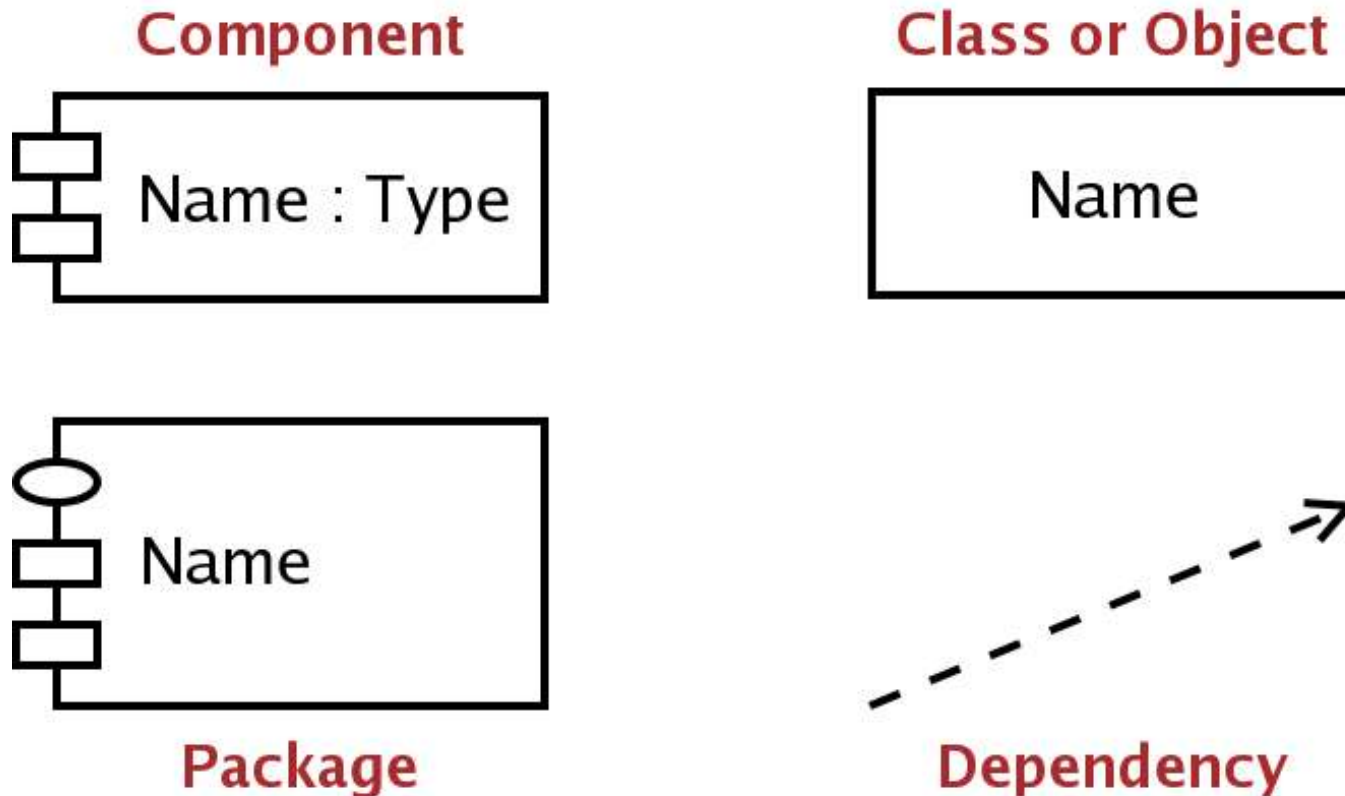 Component
Class or Object
Name : Type
Name
Name
Package
Dependency